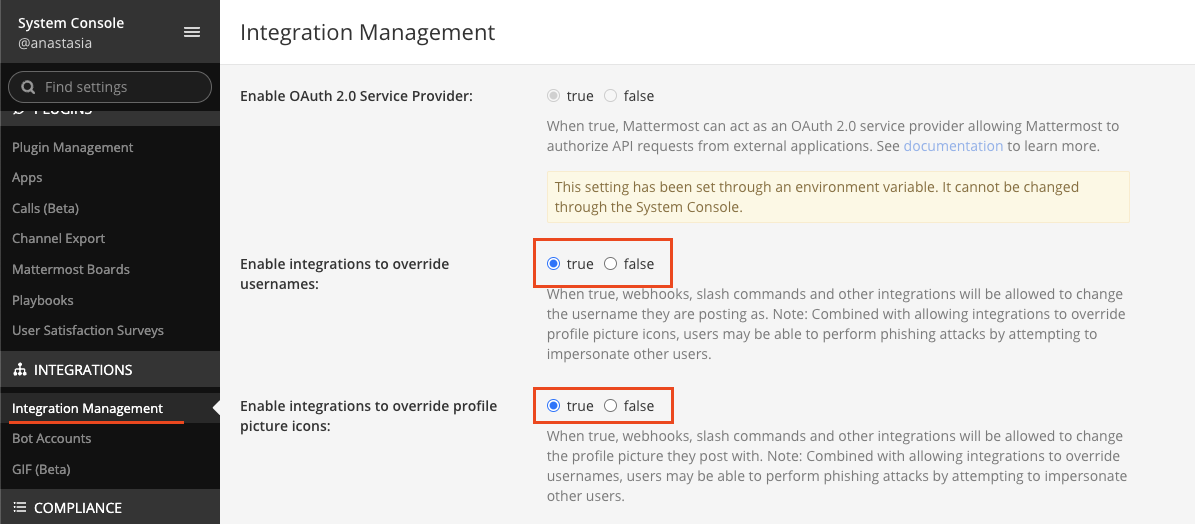 System Console
@anastasia
Find settings
PLUGINS
Plugin Management
Apps
Calls (Beta)
Channel Export
Mattermost Boards
Playbooks
User Satisfaction Surveys
INTEGRATIONS
Integration Management
Bot Accounts
GIF (Beta)
COMPLIANCE
Integration Management
Enable OAuth 2.0 Service Provider:
true false
When true, Mattermost can act as an OAuth 2.0 service provider allowing Mattermost to
authorize API requests from external applications. See documentation to learn more.
This setting has been set through an environment variable. It cannot be changed
through the System Console.
Enable integrations to override
usernames:
true false
When true, webhooks, slash commands and other integrations will be allowed to change
the username they are posting as. Note: Combined with allowing integrations to override
profile picture icons, users may be able to perform phishing attacks by attempting to
impersonate other users.
Enable integrations to override profile
picture icons:
true false
When true, webhooks, slash commands and other integrations will be allowed to change
the profile picture they post with. Note: Combined with allowing integrations to override
usernames, users may be able to perform phishing attacks by attempting to impersonate
other users.